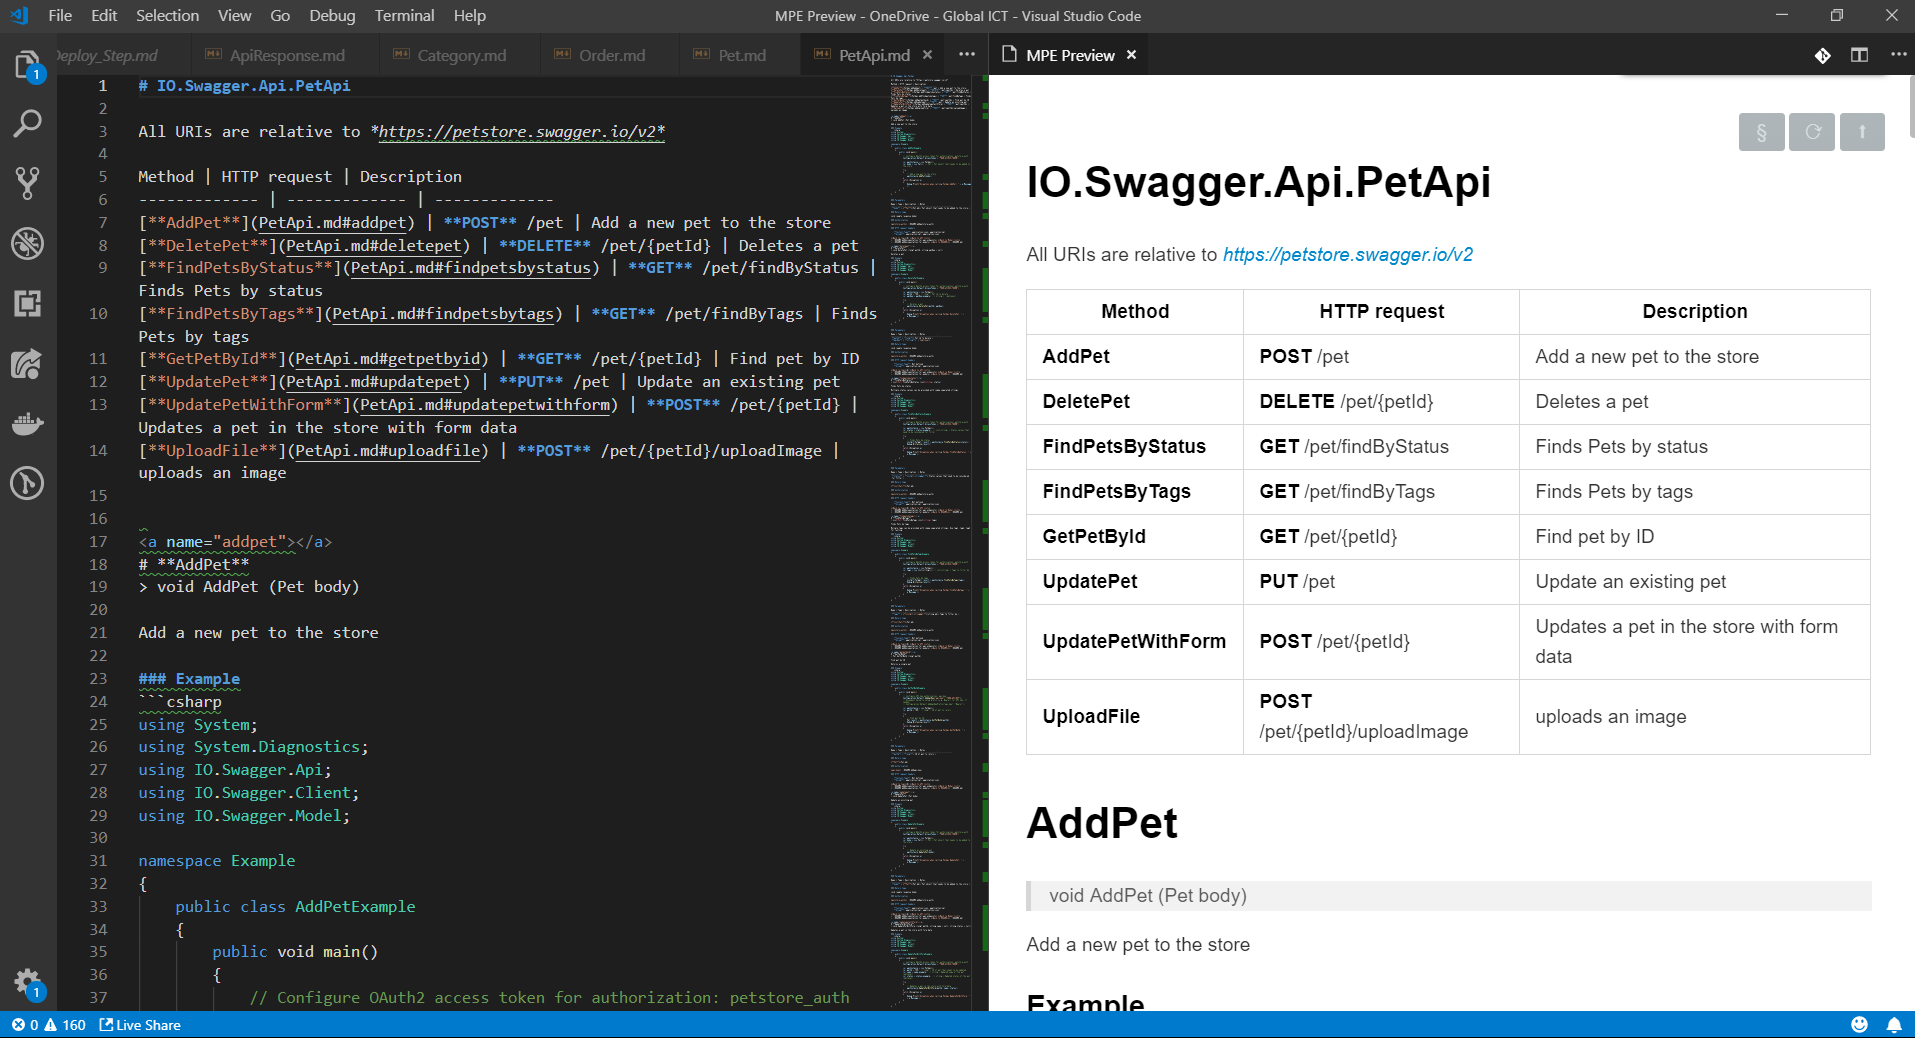 File Edit Selection View Go Debug Terminal Help
MPE Preview - OneDrive - Global ICT - Visual Studio Code
Deploy_Step.md ApiResponse.md Category.md Order.md Pet.md PetApi.md
MPE Preview
1 # IO.Swagger.Api.PetApi
2
3 All URIs are relative to *https://petstore.swagger.io/v2*
4
5 Method | HTTP request | Description
6 ------------- | ------------- | -------------
7 [**AddPet**](PetApi.md#addpet) | **POST** /pet | Add a new pet to the store
8 [**DeletePet**](PetApi.md#deletepet) | **DELETE** /pet/{petId} | Deletes a pet
9 [**FindPetsByStatus**](PetApi.md#findpetsbystatus) | **GET** /pet/findByStatus |
Finds Pets by status
10 [**FindPetsByTags**](PetApi.md#findpetsbytags) | **GET** /pet/findByTags | Finds
Pets by tags
11 [**GetPetById**](PetApi.md#getpetbyid) | **GET** /pet/{petId} | Find pet by ID
12 [**UpdatePet**](PetApi.md#updatepet) | **PUT** /pet | Update an existing pet
13 [**UpdatePetWithForm**](PetApi.md#updatepetwithform) | **POST** /pet/{petId} |
Updates a pet in the store with form data
14 [**UploadFile**](PetApi.md#uploadfile) | **POST** /pet/{petId}/uploadImage |
uploads an image
15
16
17 <a name="addpet"></a>
18 # **AddPet**
19 > void AddPet (Pet body)
20
21 Add a new pet to the store
22
23 ### Example
24 ```csharp
25 using System;
26 using System.Diagnostics;
27 using IO.Swagger.Api;
28 using IO.Swagger.Client;
29 using IO.Swagger.Model;
30
31 namespace Example
32 {
33 public class AddPetExample
34 {
35 public void main()
36 {
37 // Configure OAuth2 access token for authorization: petstore_auth
IO.Swagger.Api.PetApi
All URIs are relative to https://petstore.swagger.io/v2
Method HTTP request Description
AddPet POST /pet Add a new pet to the store
DeletePet DELETE /pet/{petId} Deletes a pet
FindPetsByStatus GET /pet/findByStatus Finds Pets by status
FindPetsByTags GET /pet/findByTags Finds Pets by tags
GetPetById GET /pet/{petId} Find pet by ID
UpdatePet PUT /pet Update an existing pet
UpdatePetWithForm POST /pet/{petId} Updates a pet in the store with form
data
UploadFile POST
/pet/{petId}/uploadImage uploads an image
AddPet
void AddPet (Pet body)
Add a new pet to the store
Example
1
1
0 160 Live Share